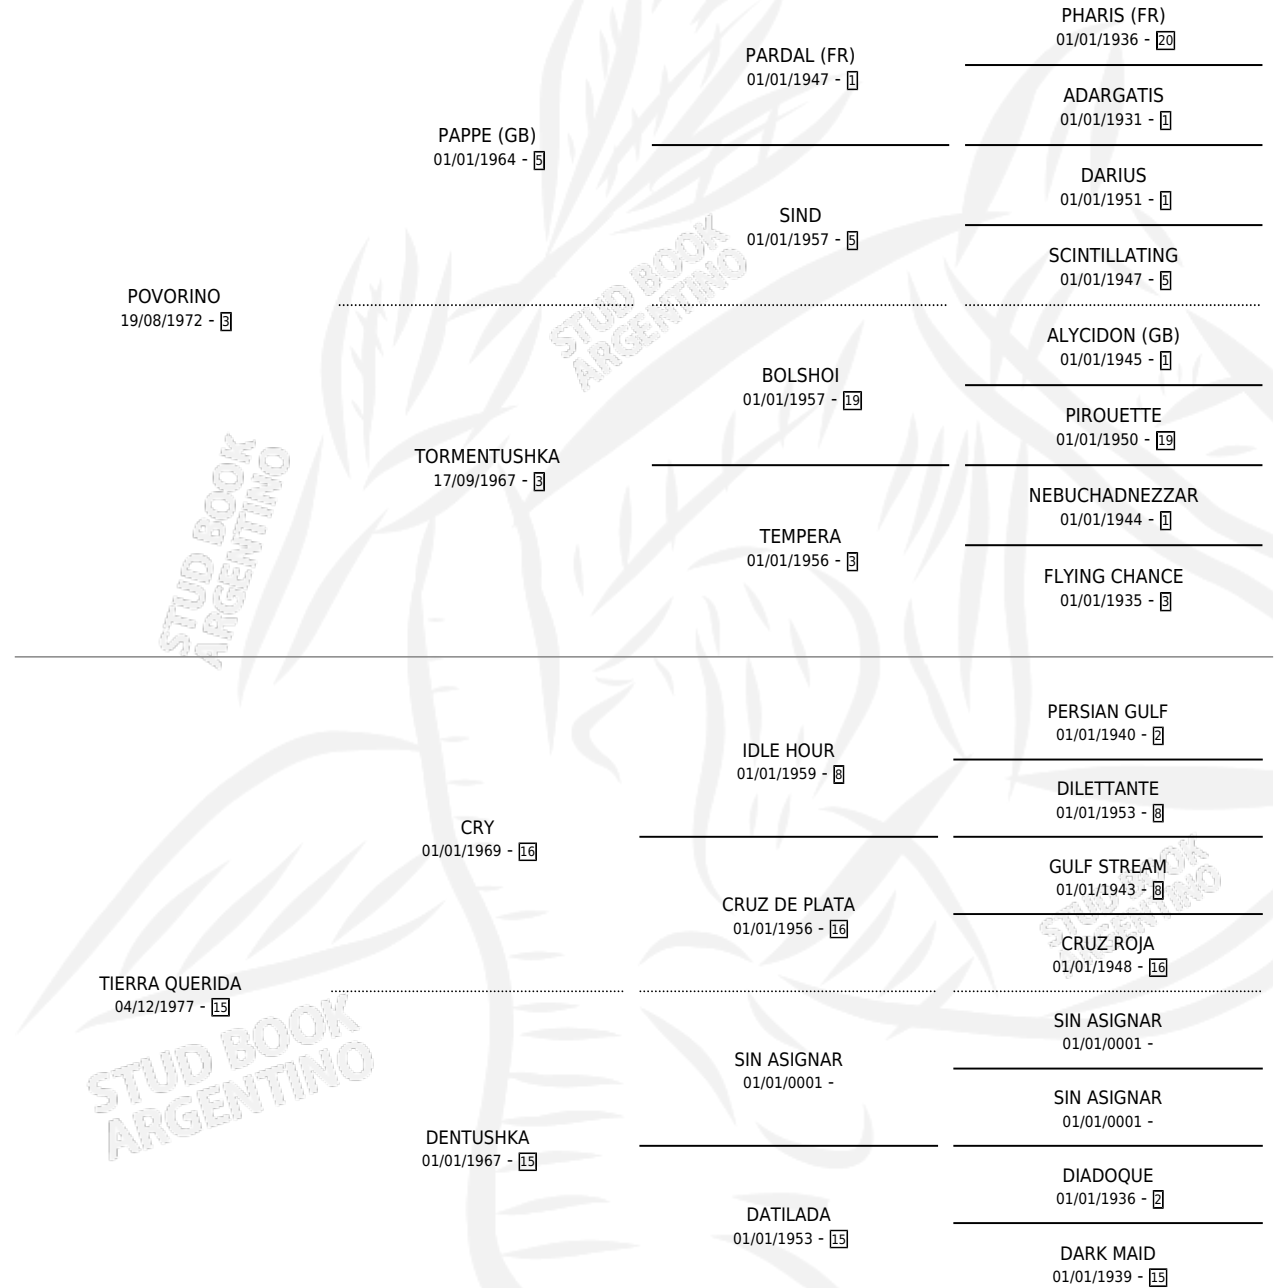 PHARIS (FR)
01/01/1936 - 20
PARDAL (FR)
01/01/1947 - 1
ADARGATIS
01/01/1931 - 1
PAPPE (GB)
01/01/1964 - 5
DARIUS
01/01/1951 - 1
SIND
01/01/1957 - 5
SCINTILLATING
01/01/1947 - 5
POVORINO
19/08/1972 - 3
ALYCIDON (GB)
01/01/1945 - 1
BOLSHOI
01/01/1957 - 19
PIROUETTE
01/01/1950 - 19
TORMENTUSHKA
17/09/1967 - 3
NEBUCHADNEZZAR
01/01/1944 - 1
TEMPERA
01/01/1956 - 3
FLYING CHANCE
01/01/1935 - 3
PERSIAN GULF
01/01/1940 - 2
IDLE HOUR
01/01/1959 - 8
DILETTANTE
01/01/1953 - 8
CRY
01/01/1969 - 16
GULF STREAM
01/01/1943 - 8
CRUZ DE PLATA
01/01/1956 - 16
CRUZ ROJA
01/01/1948 - 16
TIERRA QUERIDA
04/12/1977 - 15
SIN ASIGNAR
01/01/0001 -
SIN ASIGNAR
01/01/0001 -
SIN ASIGNAR
01/01/0001 -
DENTUSHKA
01/01/1967 - 15
DIADOQUE
01/01/1936 - 2
DATILADA
01/01/1953 - 15
DARK MAID
01/01/1939 - 15
STUD BOOK
ARGENTINO
STUD BOOK
ARGENTINO
STUD BOOK
ARGENTINO
STUD BOOK
ARGENTINO